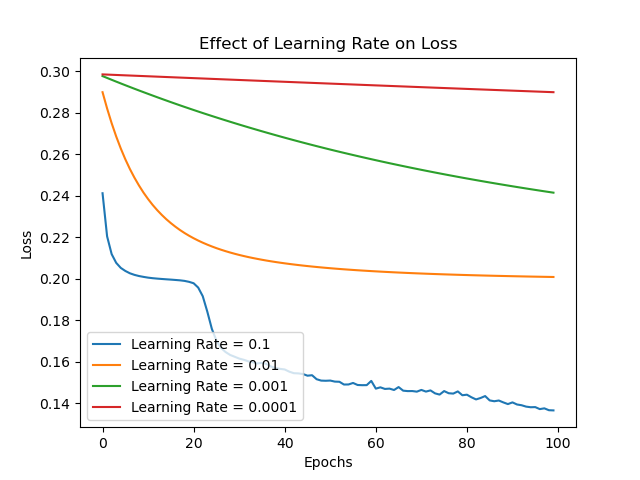 Effect of Learning Rate on Loss
0.30
0.28
0.26
0.24
0.22
0.20
0.18
0.16
0.14
Loss
Learning Rate = 0.1
Learning Rate = 0.01
Learning Rate = 0.001
Learning Rate = 0.0001
0 20 40 60 80 100
Epochs